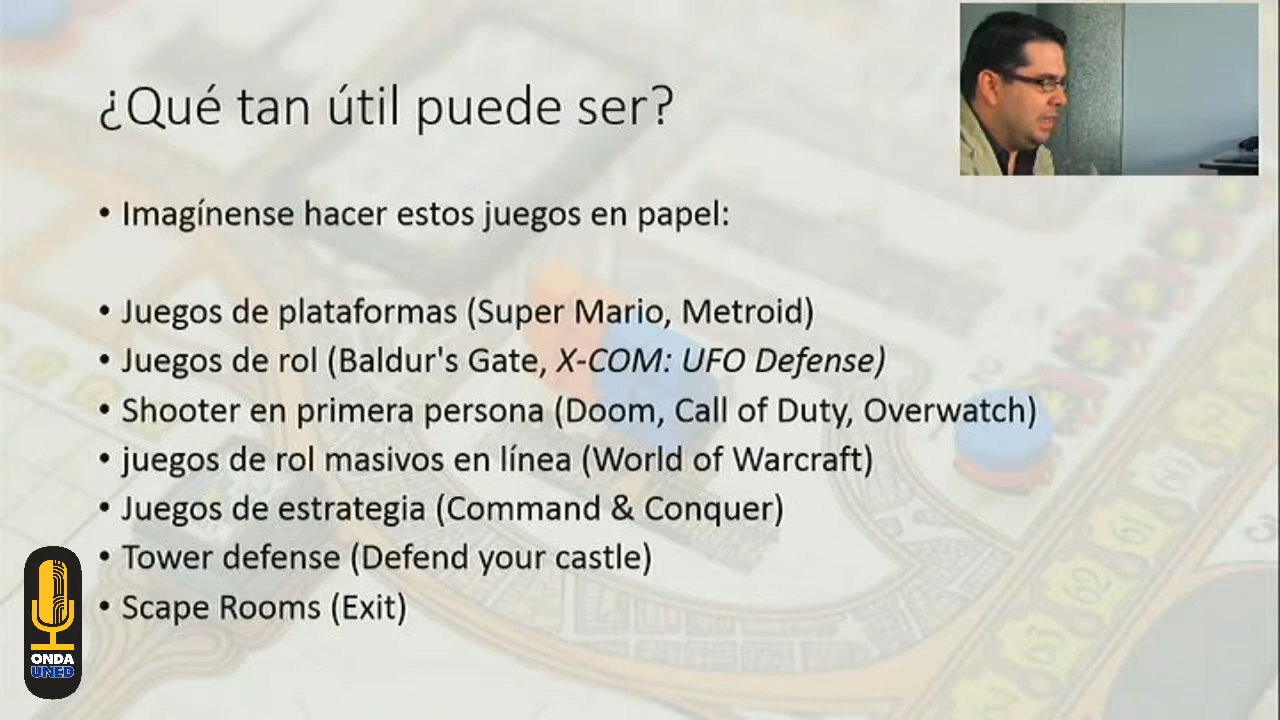 ¿Qué tan útil puede ser?
• Imagínense hacer estos juegos en papel:
• Juegos de plataformas (Super Mario, Metroid)
• Juegos de rol (Baldur's Gate, X-COM: UFO Defense)
• Shooter en primera persona (Doom, Call of Duty, Overwatch)
• juegos de rol masivos en línea (World of Warcraft)
• Juegos de estrategia (Command & Conquer)
• Tower defense (Defend your castle)
• Scape Rooms (Exit)
ONDA
UNED
62
61
63